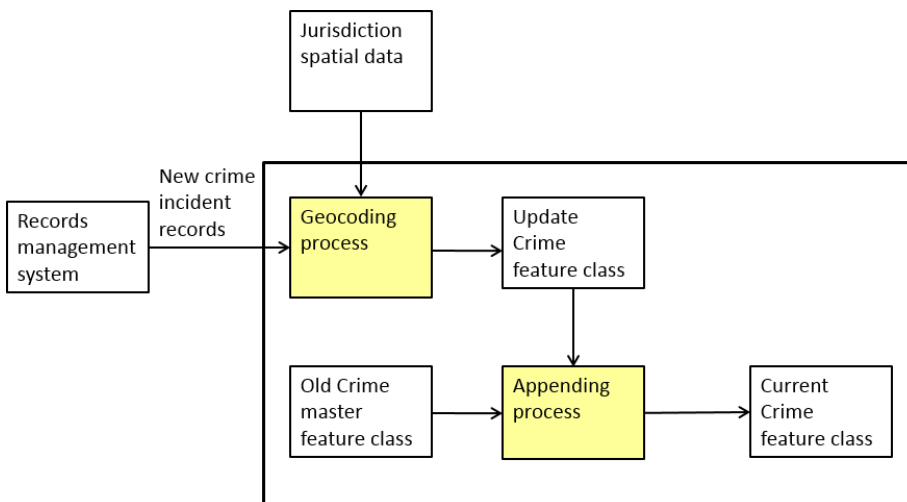 Jurisdiction
spatial data
New crime
incident
records
Records
management
system
Geocoding
process
Update
Crime
feature class
Old Crime
master
feature class
Appending
process
Current
Crime
feature class